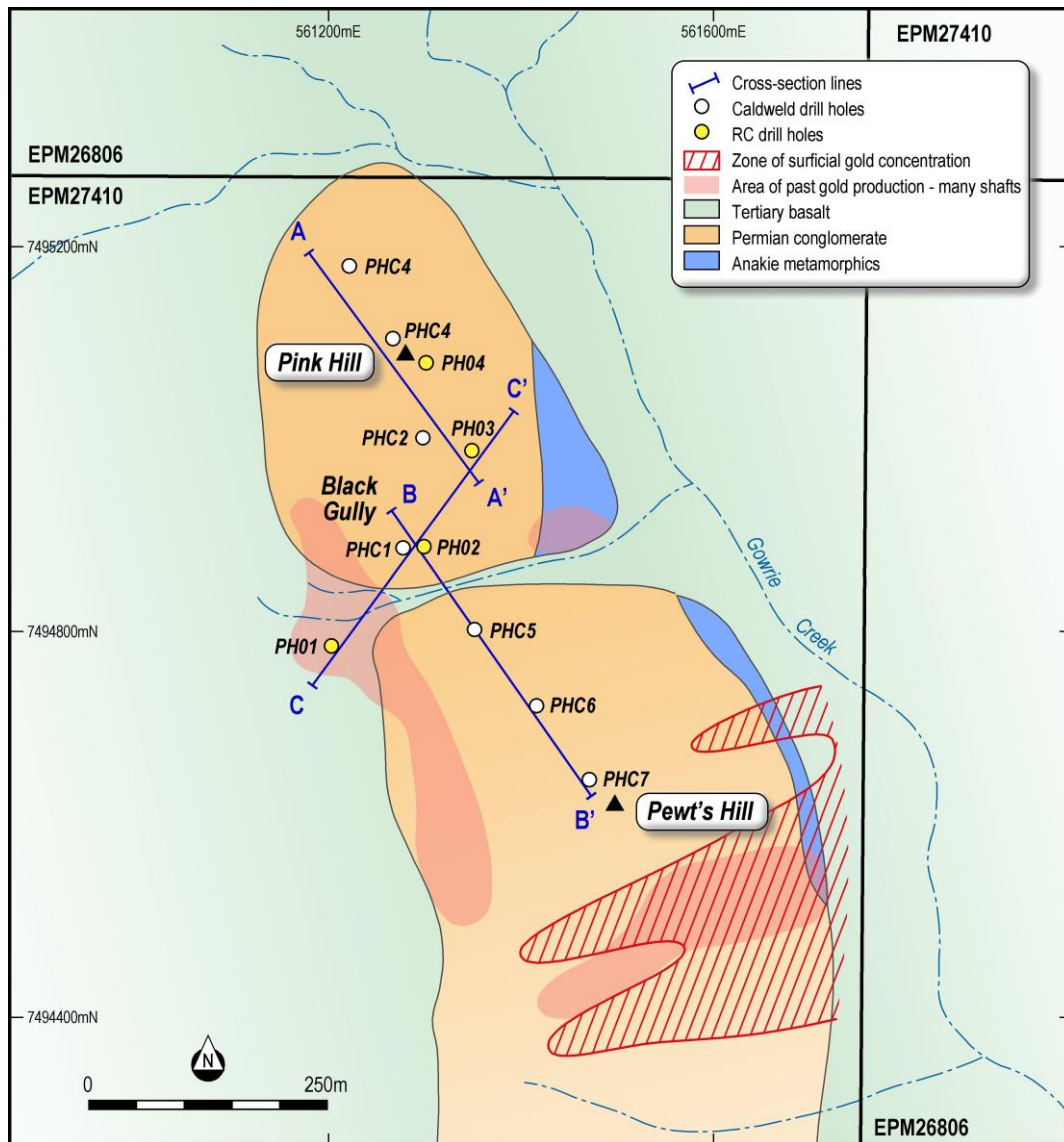 561200mE
561600mE
EPM27410
Cross-section lines
Caldweld drill holes
RC drill holes
Zone of surficial gold concentration
Area of past gold production - many shafts
Tertiary basalt
Permian conglomerate
Anakie metamorphics
EPM26806
EPM27410
7495200mN
A
PHC4
PHC4
Pink Hill
PH04
C'
PHC2
PH03
Black
Gully
B
A'
PHC1
PH02
Gowrie
Creek
7494800mN
PHC5
PH01
C
PHC6
PHC7
B'
Pewt's Hill
7494400mN
N
0
250m
EPM26806